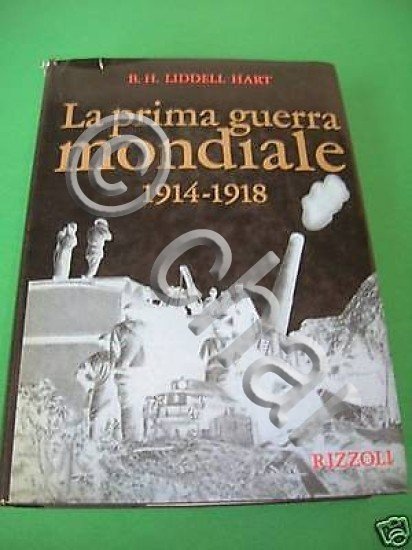 B. H. LIDDELL HART
La prima guerra
mondiale
1914-1918
RIZZOLI